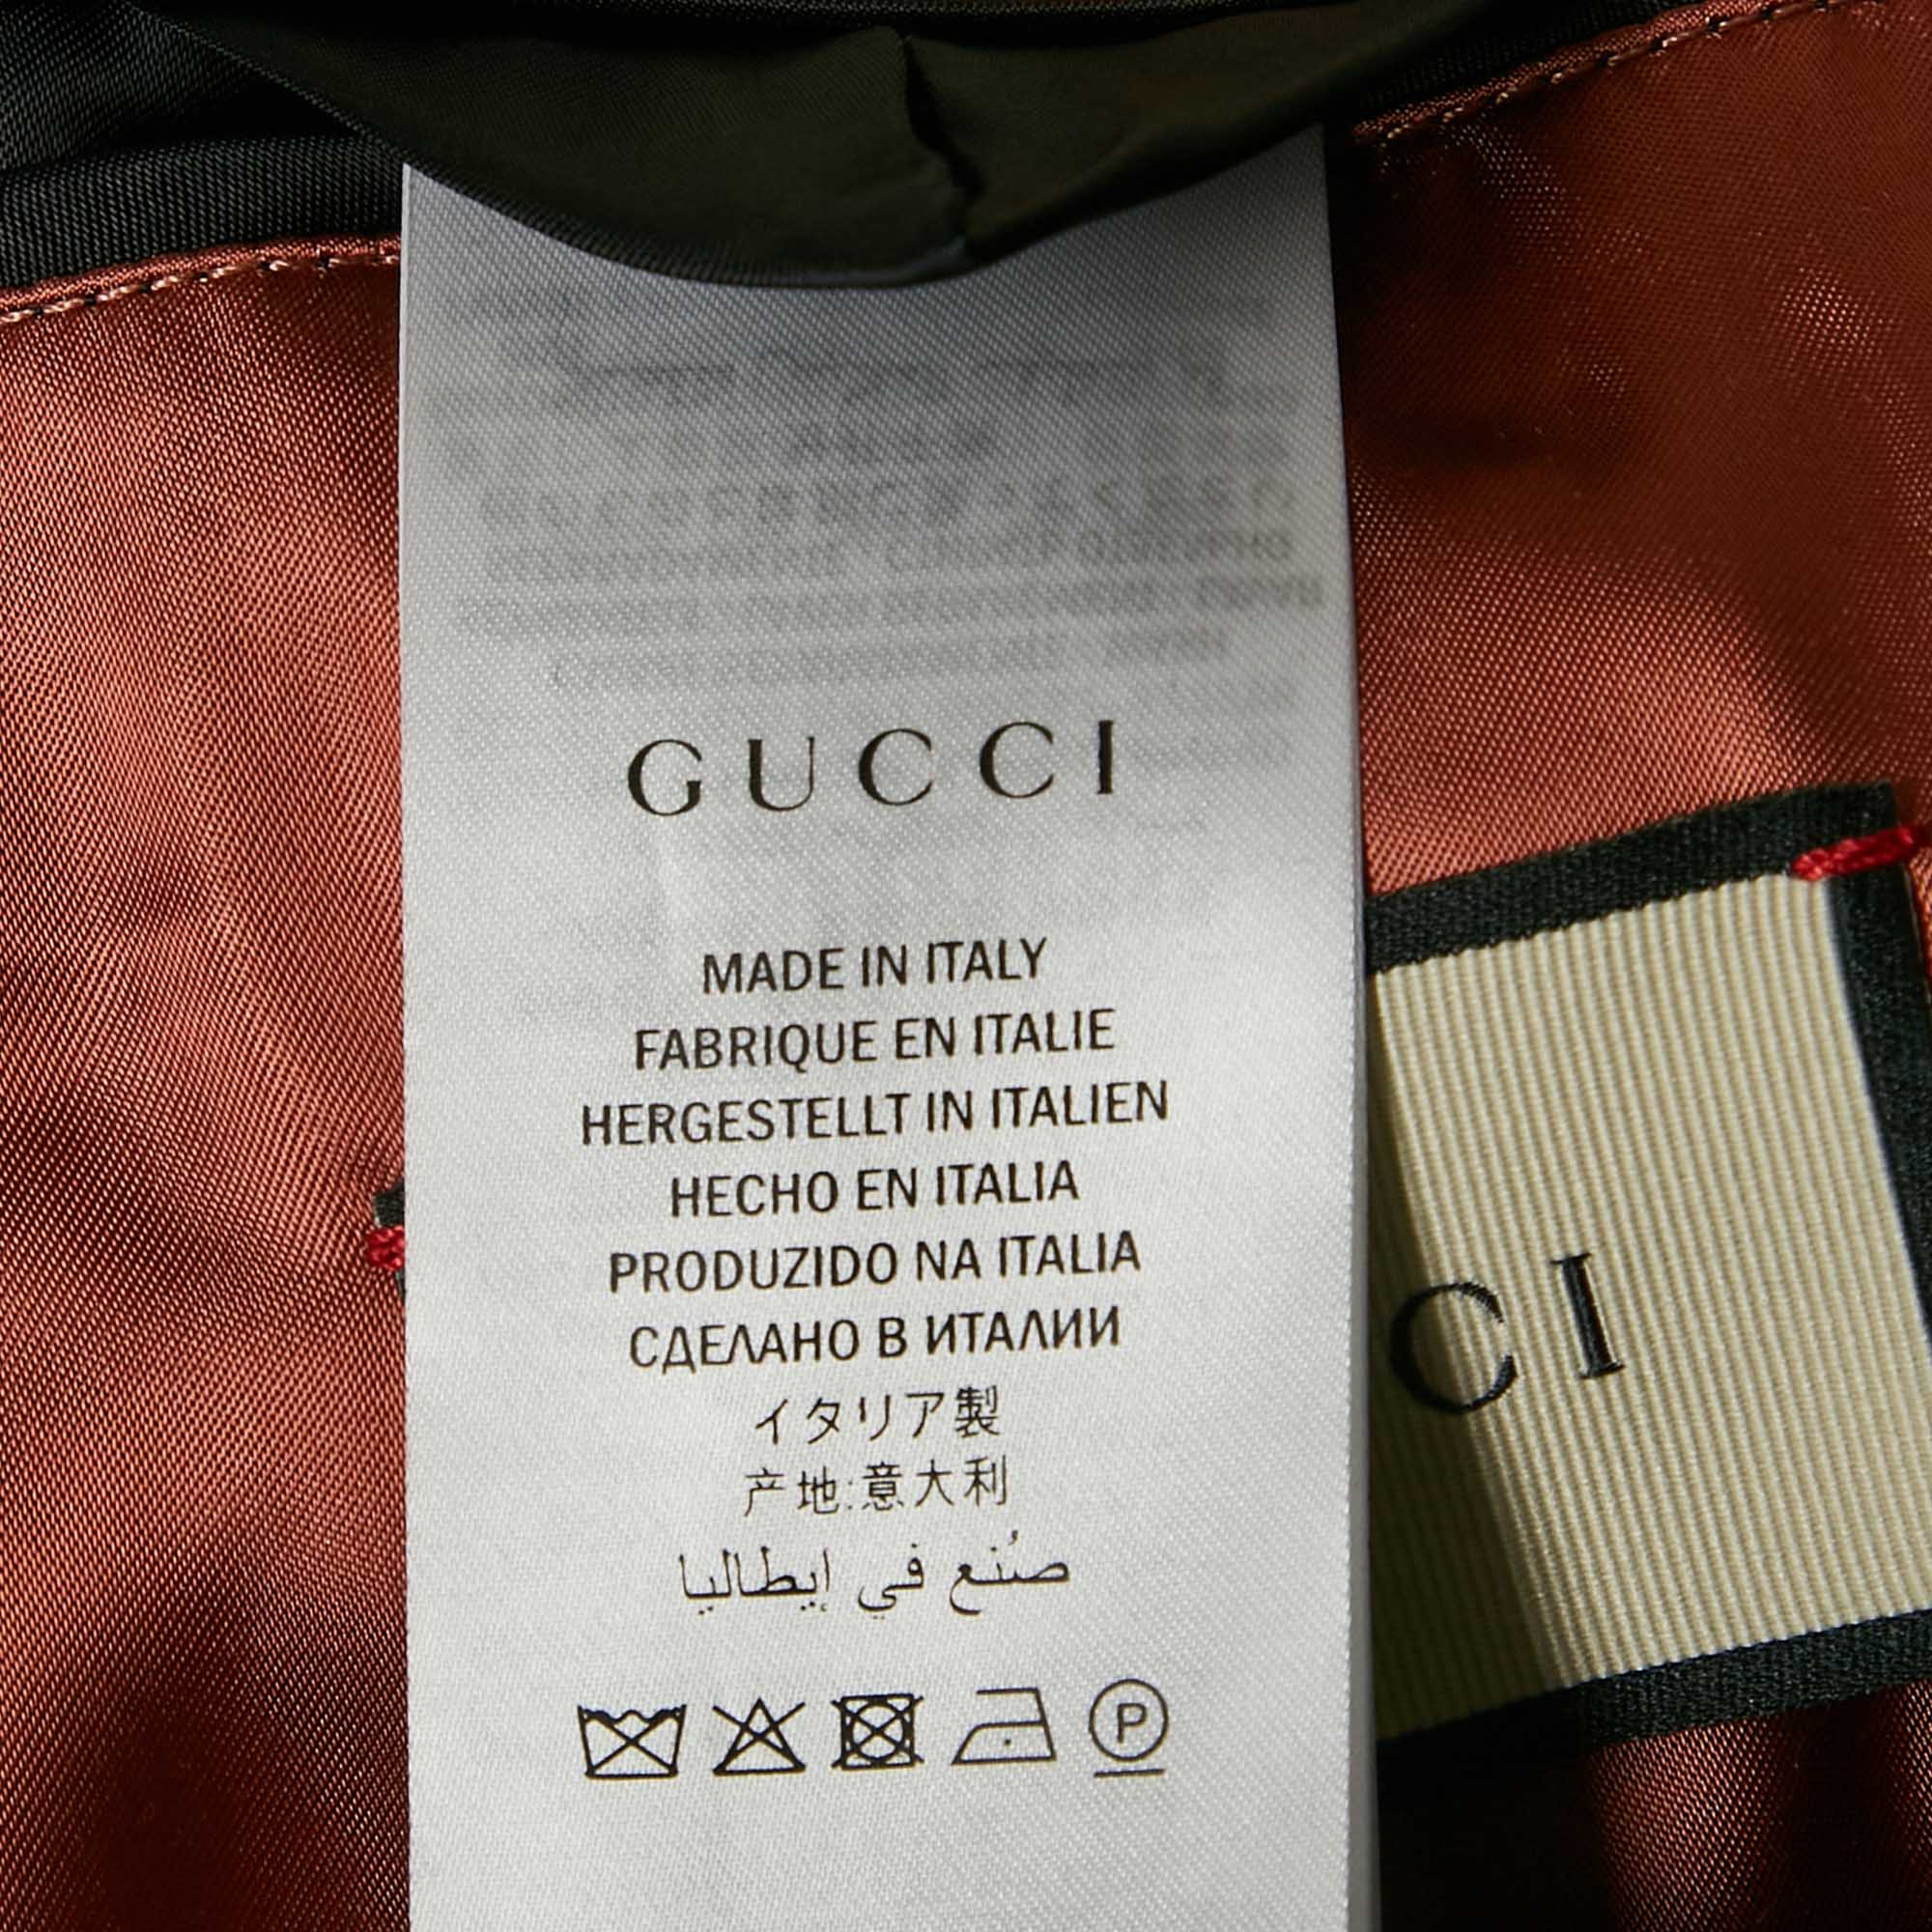 GUCCI
MADE IN ITALY
FABRIQUE EN ITALIE
HERGESTELLT IN ITALIEN
HECHO EN ITALIA
PRODUZIDO NA ITALIA
СДЕЛАНО В ИТАЛИИ
イタリア製
产地:意大利
صُنع في إيطاليا
P
CI